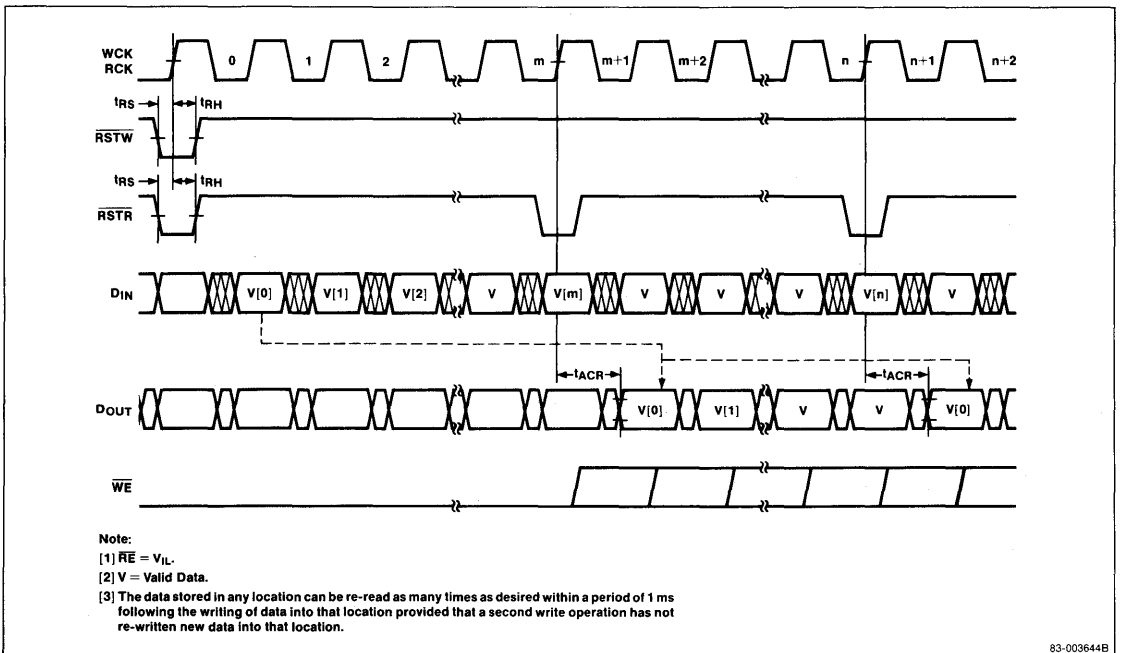 WCK
RCK
0 1 2 m m+1 m+2 n n+1 n+2
tRS tRH
RSTW
tRS tRH
RSTR
DIN V[0] V[1] V[2] V V[m] V V V V[n] V
tACR tACR
DOUT V[0] V[1] V V V[0]
WE
Note:
[1] RE = VIL.
[2] V = Valid Data.
[3] The data stored in any location can be re-read as many times as desired within a period of 1 ms
following the writing of data into that location provided that a second write operation has not
re-written new data into that location.
83-003644B